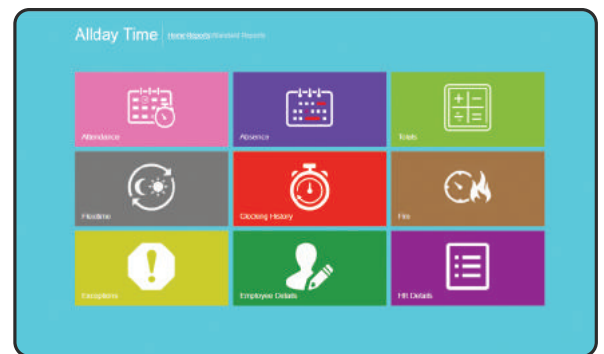 Allday Time Home Reports Standard Reports
Attendance
Absence
Totals
Flexitime
Clocking History
Fire
Exceptions
Employee Details
HR Details